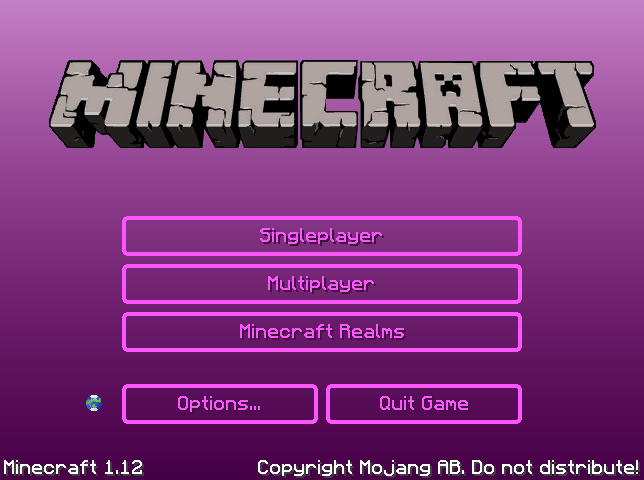 MINECRAFT
Singleplayer
Multiplayer
Minecraft Realms
Options... Quit Game
Minecraft 1.12 Copyright Mojang AB. Do not distribute!